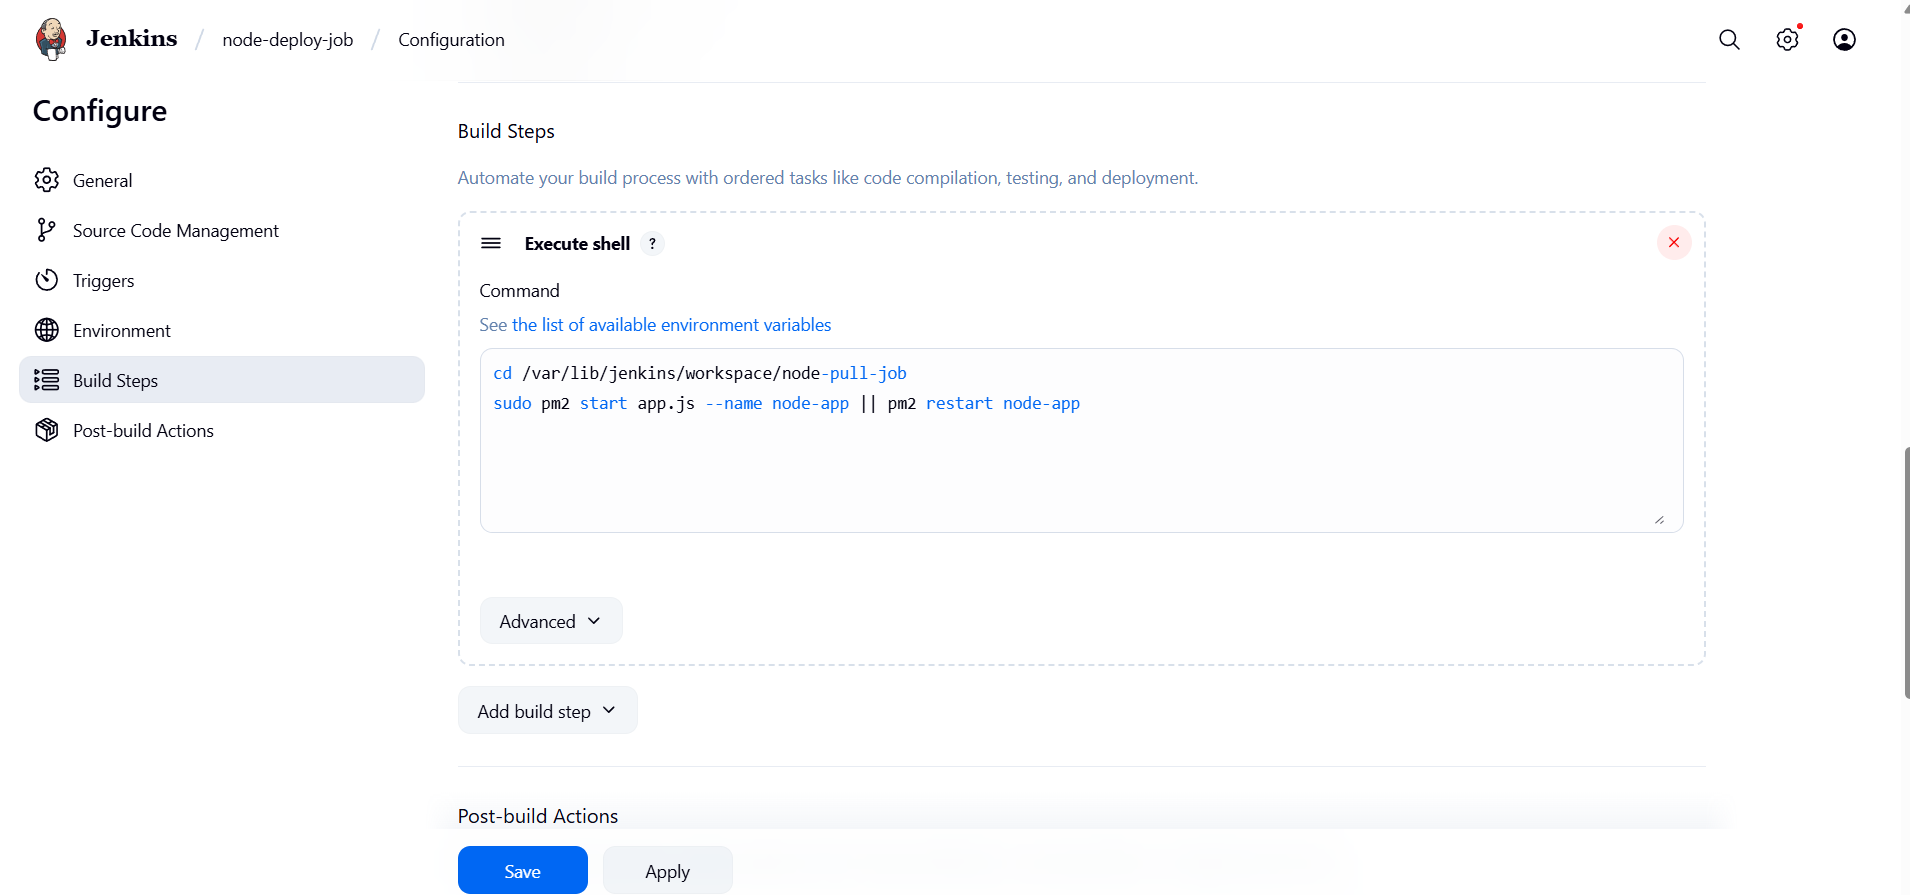 Jenkins / node-deploy-job / Configuration
Configure
General
Source Code Management
Triggers
Environment
Build Steps
Post-build Actions
Build Steps
Automate your build process with ordered tasks like code compilation, testing, and deployment.
Execute shell ?
Command
See the list of available environment variables
cd /var/lib/jenkins/workspace/node-pull-job
sudo pm2 start app.js --name node-app || pm2 restart node-app
Advanced
Add build step
Post-build Actions
Save
Apply